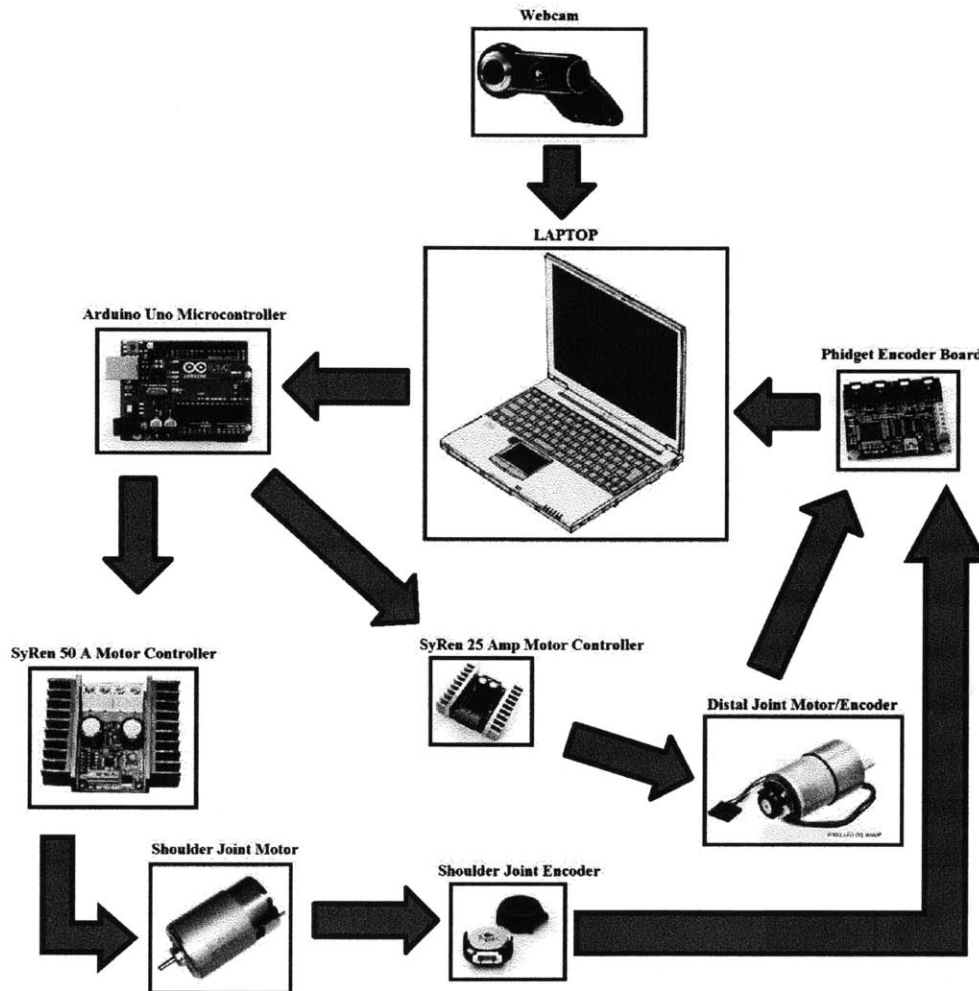 Webcam
LAPTOP
Arduino Uno Microcontroller
Phidget Encoder Board
SyRen 50 A Motor Controller
SyRen 25 Amp Motor Controller
Distal Joint Motor/Encoder
Shoulder Joint Motor
Shoulder Joint Encoder